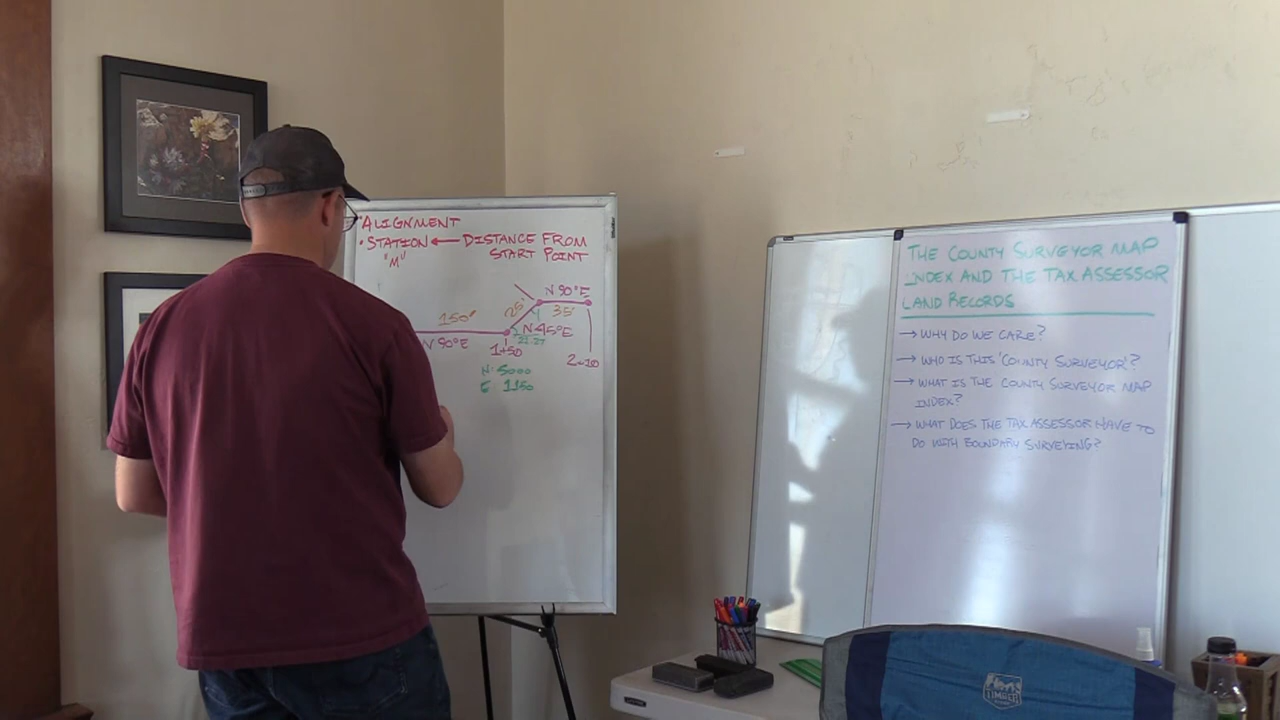 ALIGNMENT
• STATION ← DISTANCE FROM
"M" START POINT
N 90°E
150'
25'
35'
N 45°E
N 90°E
1+50
2+10
N: 5000
E: 1150
THE COUNTY SURVEYOR MAP
INDEX AND THE TAX ASSESSOR
LAND RECORDS
→ WHY DO WE CARE?
→ WHO IS THIS 'COUNTY SURVEYOR'?
→ WHAT IS THE COUNTY SURVEYOR MAP
INDEX?
→ WHAT DOES THE TAX ASSESSOR HAVE TO
DO WITH BOUNDARY SURVEYING?